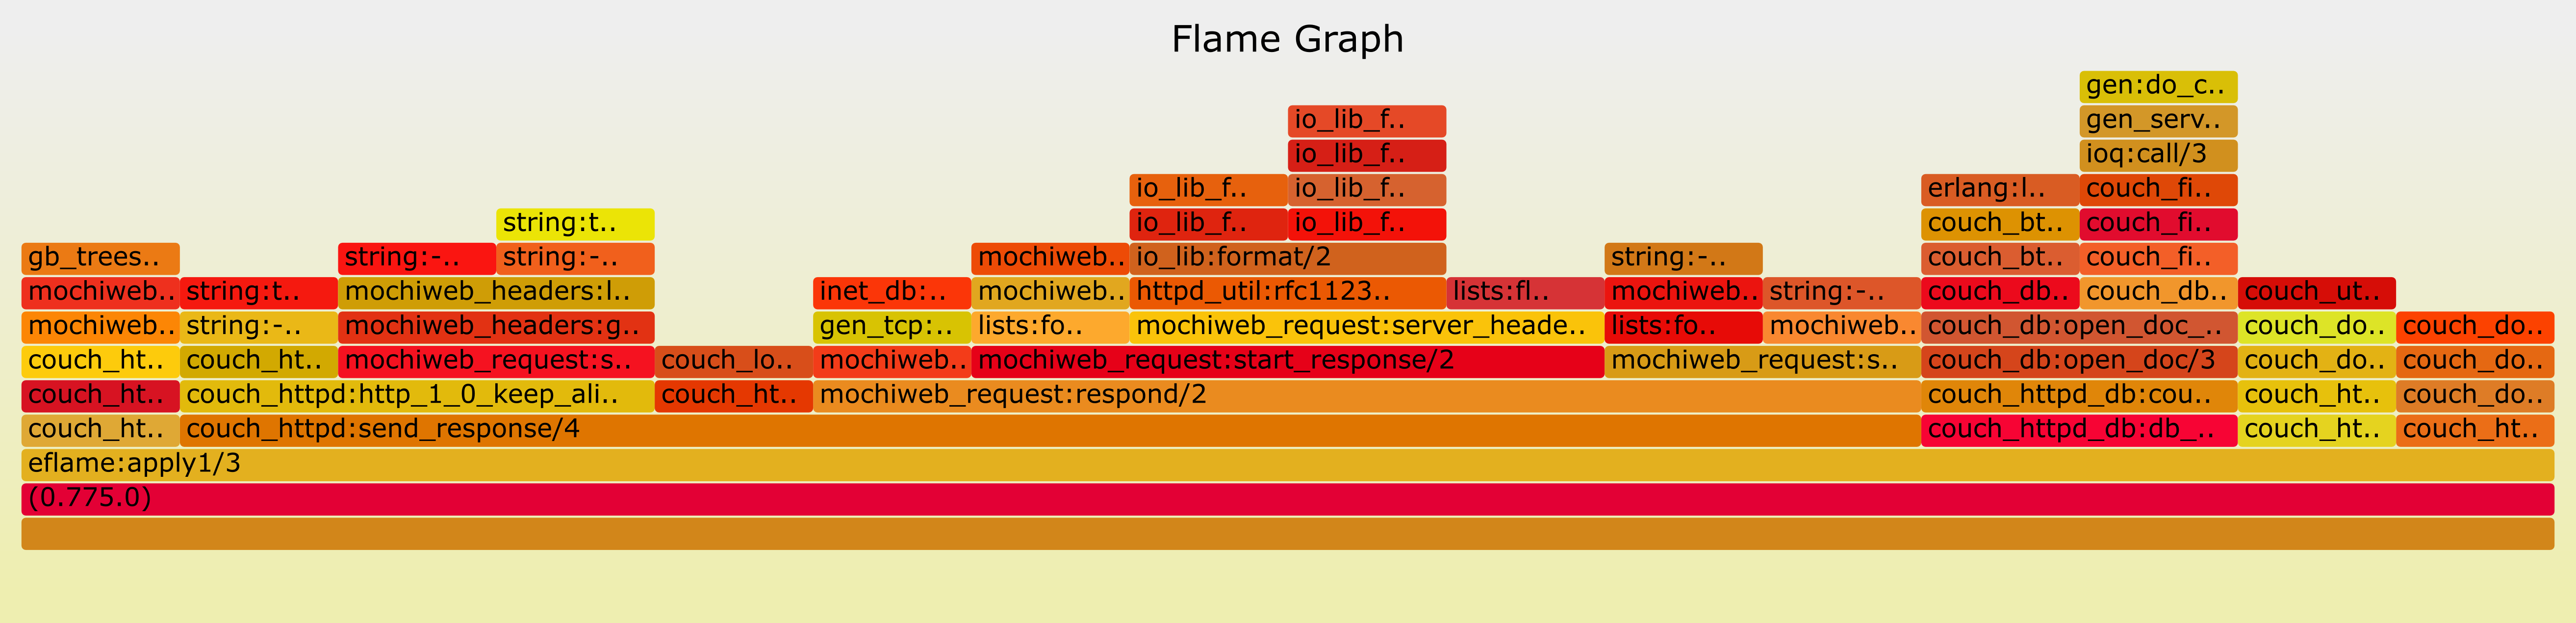 Flame Graph
gen:do_c..
io_lib_f.. gen_serv..
io_lib_f.. ioq:call/3
io_lib_f.. io_lib_f.. erlang:l.. couch_fi..
string:t.. io_lib_f.. io_lib_f.. couch_bt.. couch_fi..
gb_trees.. string:-.. string:-.. mochiweb.. io_lib:format/2 string:-.. couch_bt.. couch_fi..
mochiweb.. string:t.. mochiweb_headers:l.. inet_db:.. mochiweb.. httpd_util:rfc1123.. lists:fl.. mochiweb.. string:-.. couch_db.. couch_db.. couch_ut..
mochiweb.. string:-.. mochiweb_headers:g.. gen_tcp:.. lists:fo.. mochiweb_request:server_heade.. lists:fo.. mochiweb.. couch_db:open_doc_.. couch_do.. couch_do..
couch_ht.. couch_ht.. mochiweb_request:s.. couch_lo.. mochiweb.. mochiweb_request:start_response/2 mochiweb_request:s.. couch_db:open_doc/3 couch_do.. couch_do..
couch_ht.. couch_httpd:http_1_0_keep_ali.. couch_ht.. mochiweb_request:respond/2 couch_httpd_db:cou.. couch_ht.. couch_do..
couch_ht.. couch_httpd:send_response/4 couch_httpd_db:db_.. couch_ht.. couch_ht..
eflame:apply1/3
(0.775.0)